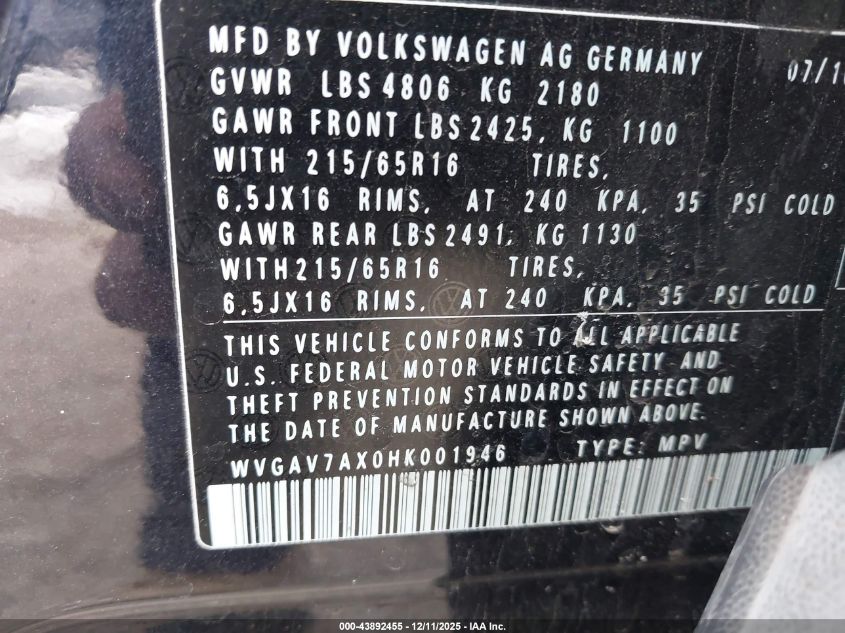 MFD BY VOLKSWAGEN AG GERMANY 07/1
GVWR LBS 4806 KG 2180
GAWR FRONT LBS 2425, KG 1100
WITH 215/65R16 TIRES,
6,5JX16 RIMS, AT 240 KPA, 35 PSI COLD
GAWR REAR LBS 2491, KG 1130
WITH 215/65R16 TIRES,
6,5JX16 RIMS, AT 240 KPA, 35 PSI COLD
THIS VEHICLE CONFORMS TO ALL APPLICABLE
U.S. FEDERAL MOTOR VEHICLE SAFETY AND
THEFT PREVENTION STANDARDS IN EFFECT ON
THE DATE OF MANUFACTURE SHOWN ABOVE.
WVGAV7AX0HK001946 TYPE: MPV
000-43892455 - 12/11/2025 - IAA Inc.